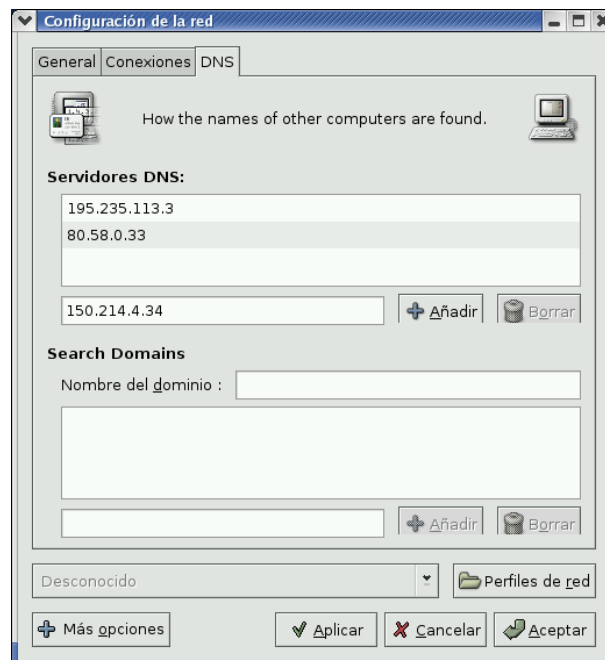 Configuración de la red
General Conexiones DNS
How the names of other computers are found.
Servidores DNS:
195.235.113.3
80.58.0.33
150.214.4.34 Añadir Borrar
Search Domains
Nombre del dominio :
Añadir Borrar
Desconocido Perfiles de red
Más opciones Aplicar Cancelar Aceptar